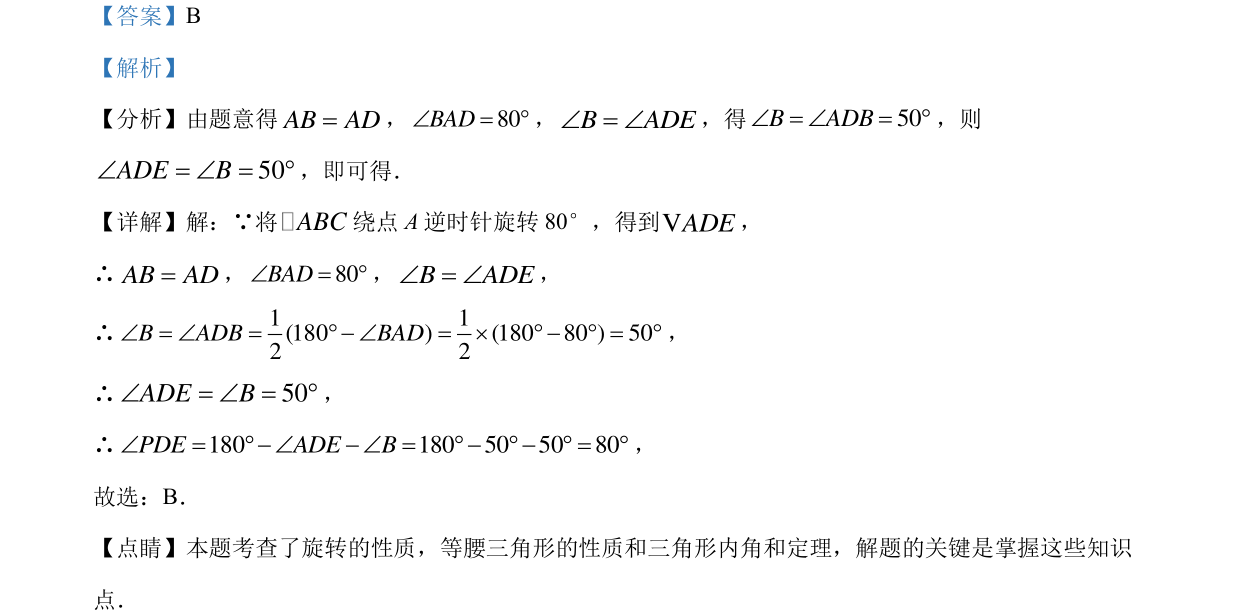 【答案】B
【解析】
【分析】由题意得 AB = AD，∠BAD = 80°，∠B = ∠ADE，得∠B = ∠ADB = 50°，则
∠ADE = ∠B = 50°，即可得．
【详解】解：∵将□ABC 绕点 A 逆时针旋转 80°，得到VADE，
∴ AB = AD，∠BAD = 80°，∠B = ∠ADE，
∴ ∠B = ∠ADB = 1/2 (180° − ∠BAD) = 1/2 × (180° − 80°) = 50°，
∴ ∠ADE = ∠B = 50°，
∴ ∠PDE = 180° − ∠ADE − ∠B = 180° − 50° − 50° = 80°，
故选：B．
【点睛】本题考查了旋转的性质，等腰三角形的性质和三角形内角和定理，解题的关键是掌握这些知识
点．